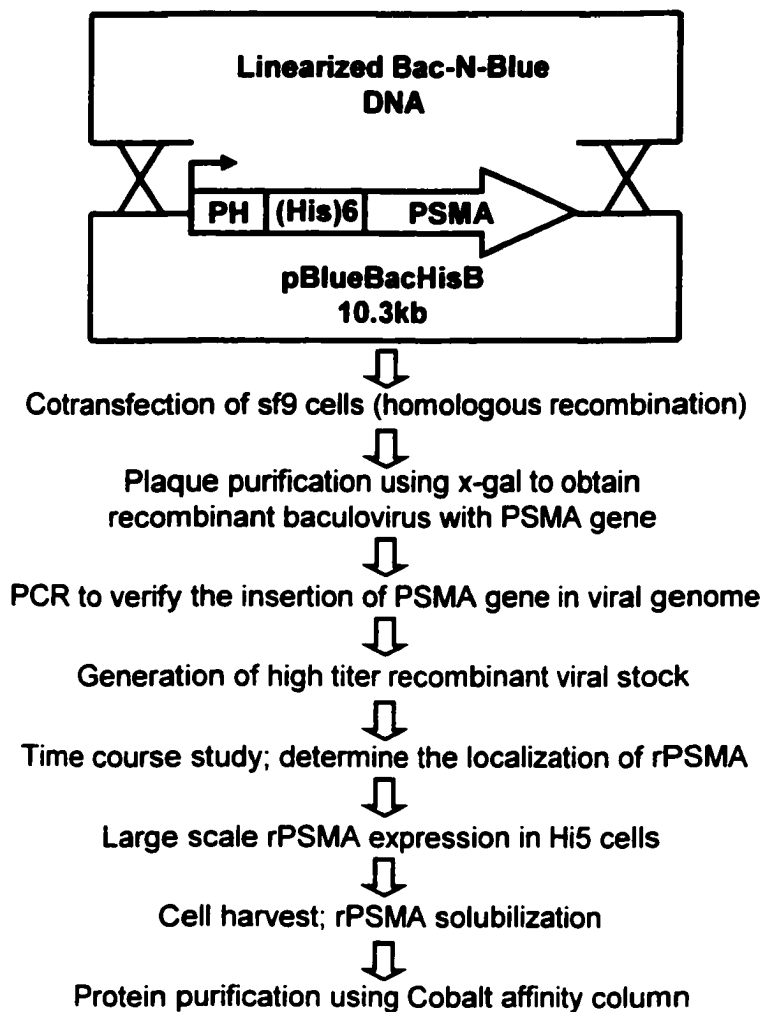 Linearized Bac-N-Blue
DNA
PH
(His)6
PSMA
pBlueBacHisB
10.3kb
Cotransfection of sf9 cells (homologous recombination)
Plaque purification using x-gal to obtain
recombinant baculovirus with PSMA gene
PCR to verify the insertion of PSMA gene in viral genome
Generation of high titer recombinant viral stock
Time course study; determine the localization of rPSMA
Large scale rPSMA expression in Hi5 cells
Cell harvest; rPSMA solubilization
Protein purification using Cobalt affinity column